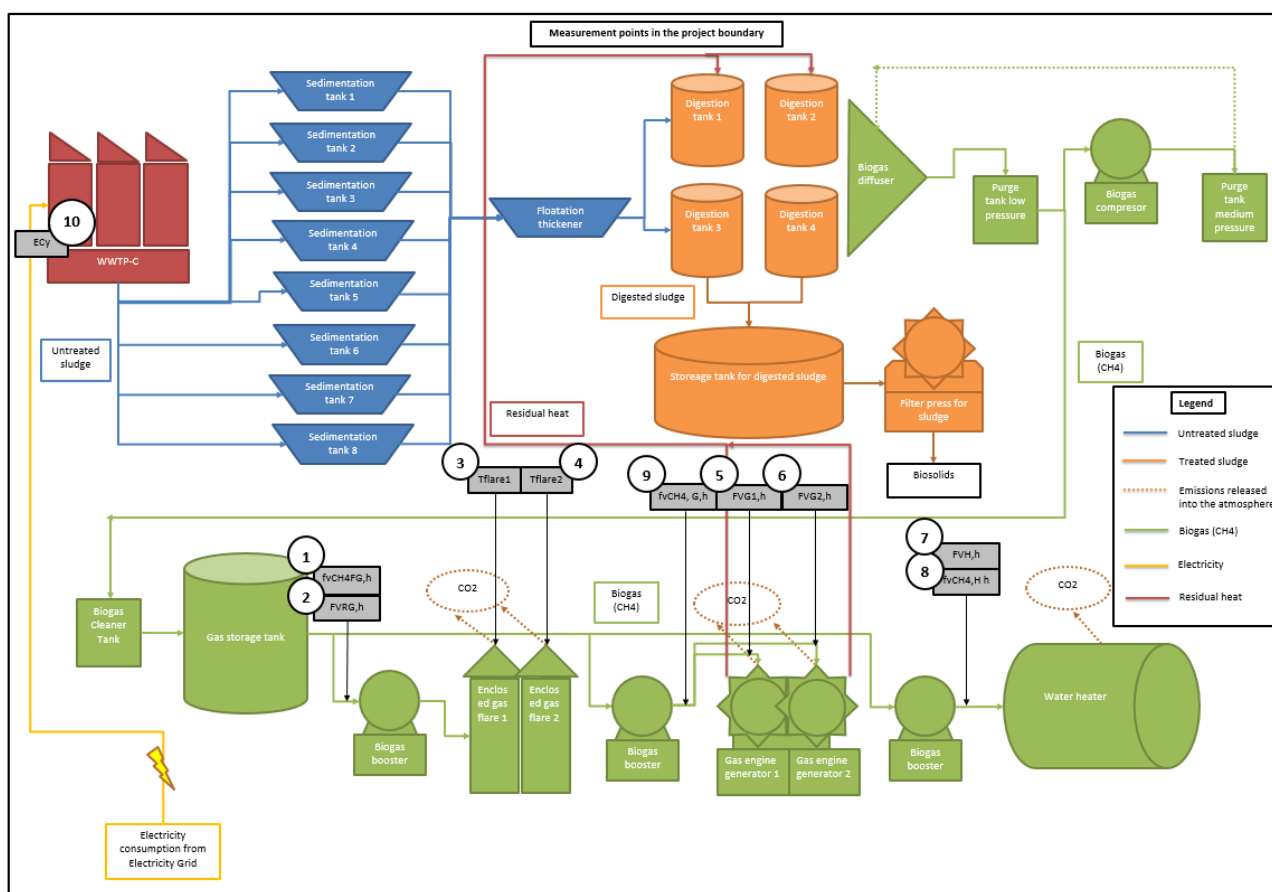 Measurement points in the project boundary
Sedimentation
tank 1
Sedimentation
tank 2
Sedimentation
tank 3
Sedimentation
tank 4
Sedimentation
tank 5
Sedimentation
tank 6
Sedimentation
tank 7
Sedimentation
tank 8
10
ECy
WWTP-C
Untreated
sludge
Floatation
thickener
Digestion
tank 1
Digestion
tank 2
Digestion
tank 3
Digestion
tank 4
Digested sludge
Biogas
diffuser
Purge
tank low
pressure
Biogas
compresor
Purge
tank
medium
pressure
Storeage tank for digested sludge
Filter press for
sludge
Biosolids
Biogas
(CH4)
Residual heat
Legend
Untreated sludge
Treated sludge
Emissions released
into the atmosphere
Biogas (CH4)
Electricity
Residual heat
3
Tflare1
Tflare2
4
9
fvCH4, G,h
5
FVG1,h
6
FVG2,h
7
FVH,h
8
fvCH4,H h
1
fvCH4FG,h
2
FVRG,h
Biogas
Cleaner
Tank
Gas storage tank
CO2
Biogas
(CH4)
CO2
CO2
Biogas
booster
Enclos
ed gas
flare 1
Enclos
ed gas
flare 2
Biogas
booster
Gas engine
generator 1
Gas engine
generator 2
Biogas
booster
Water heater
Electricity
consumption from
Electricity Grid